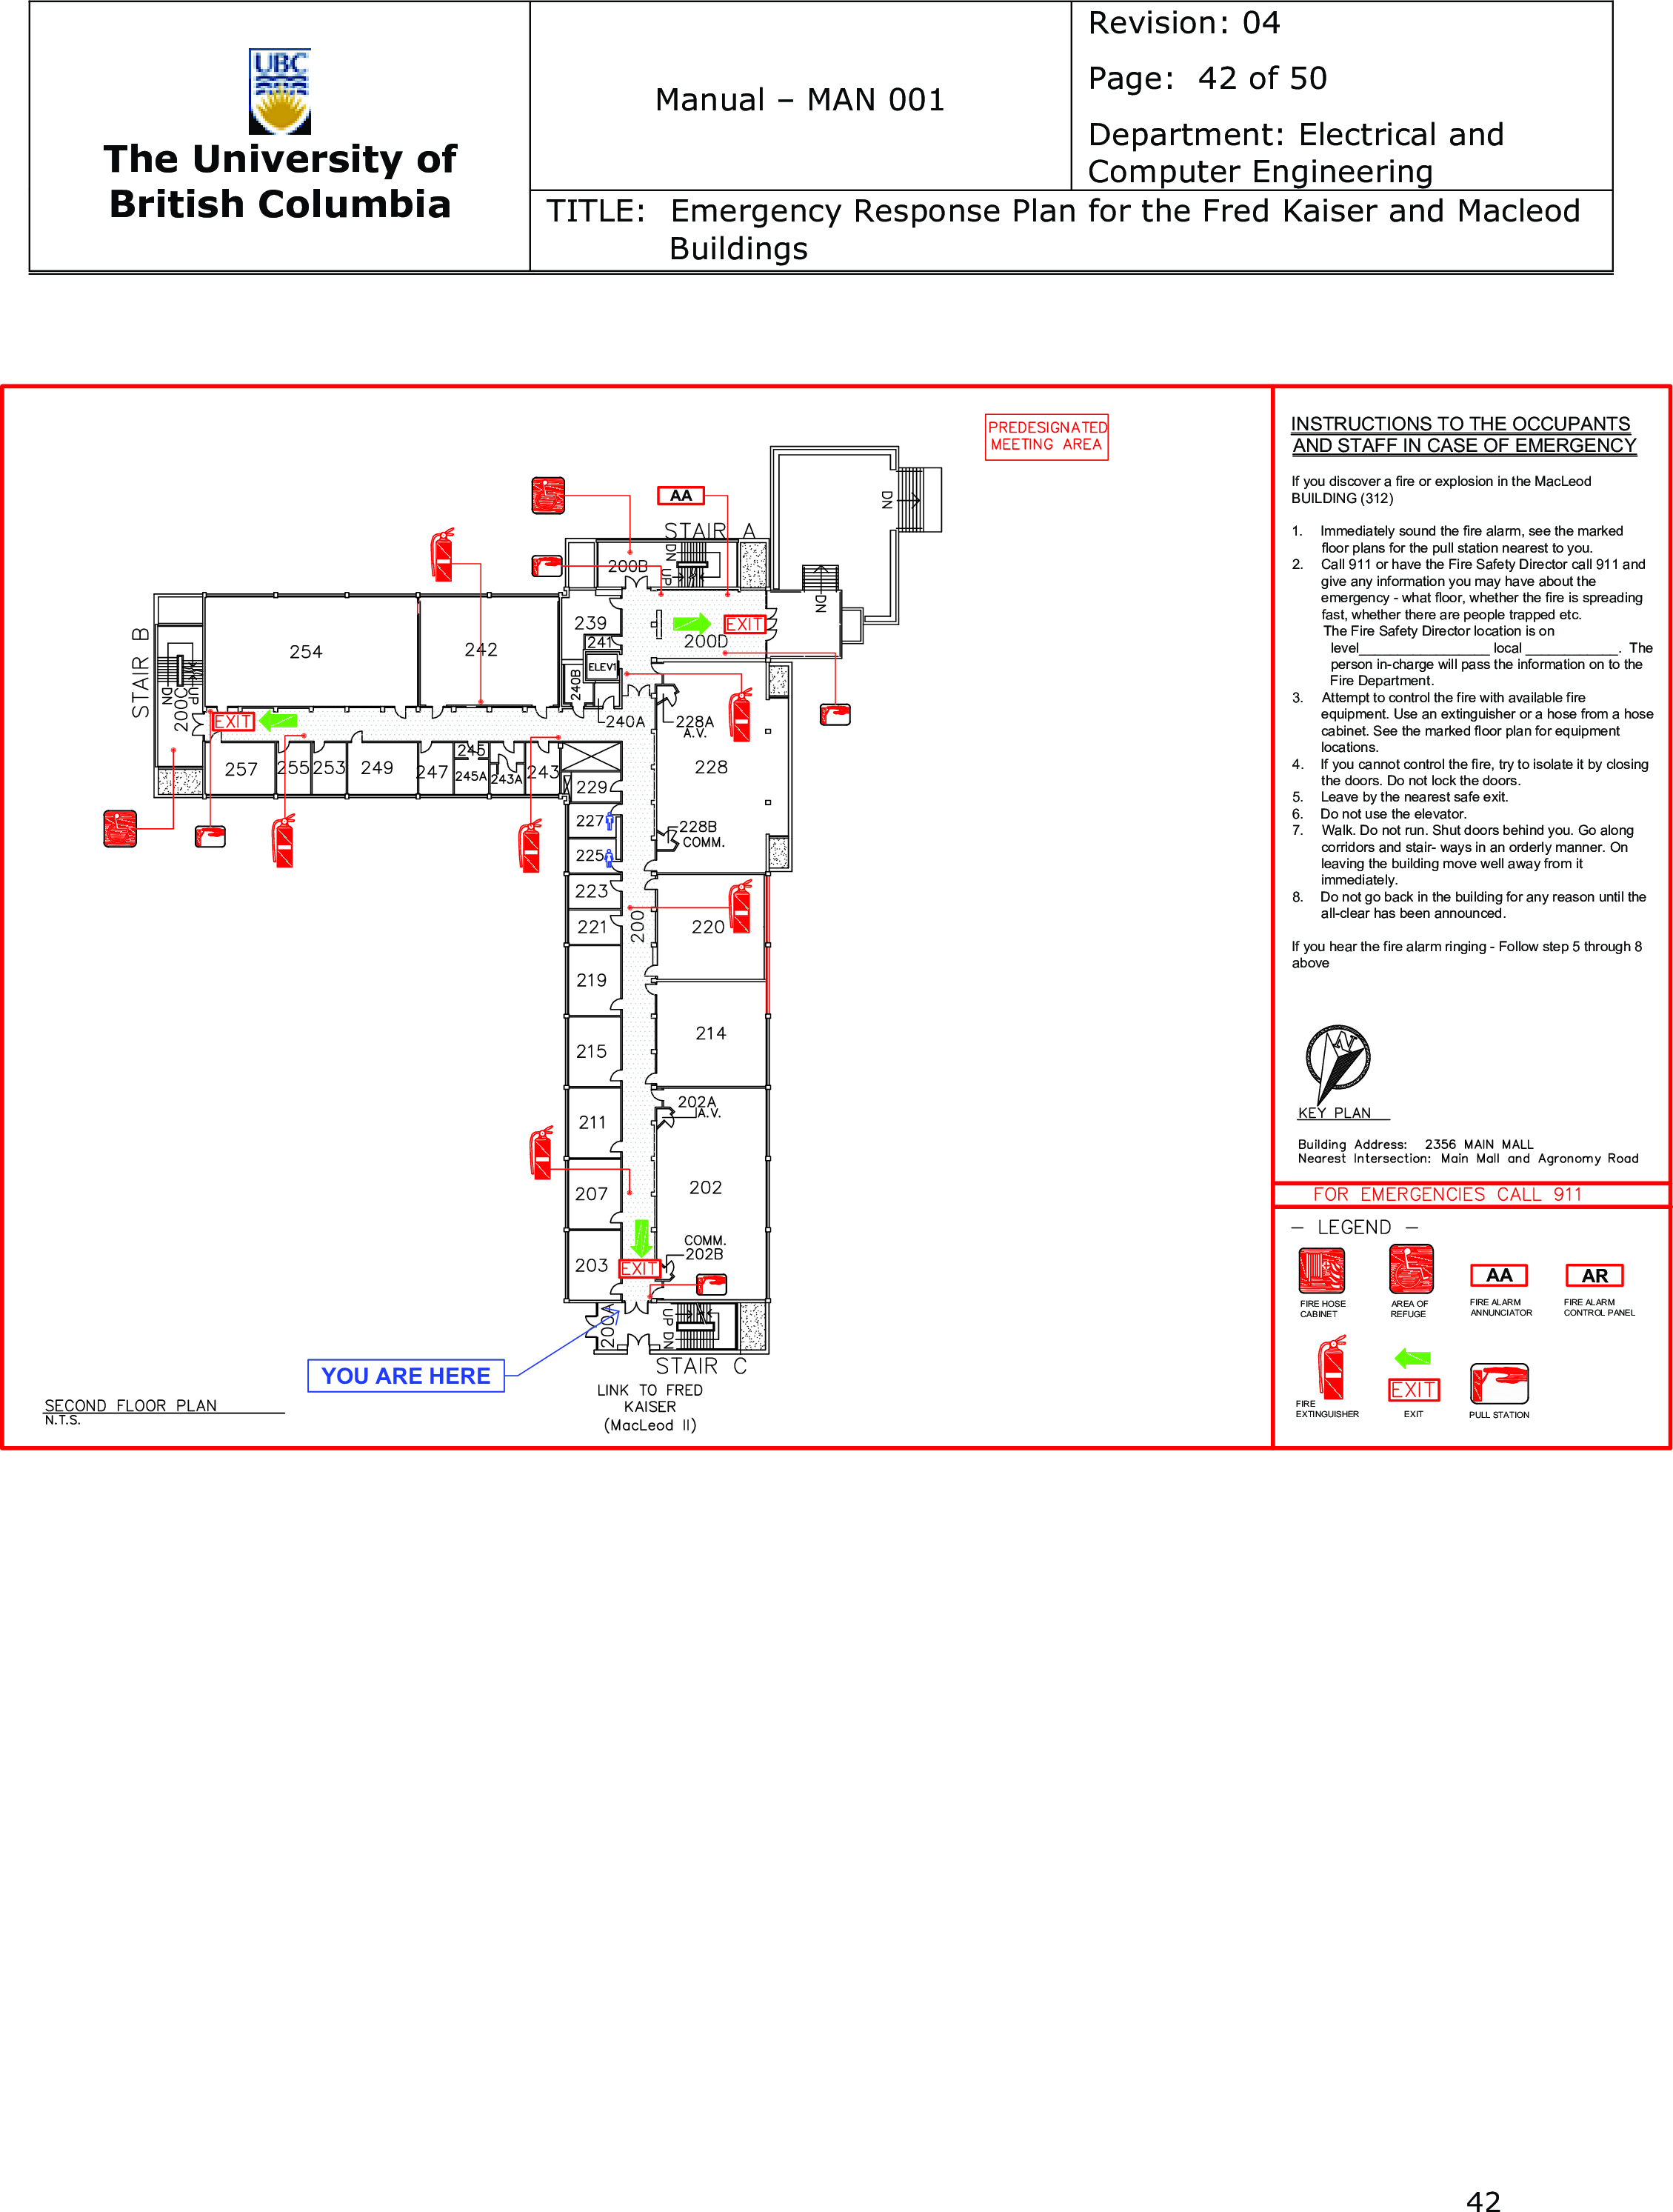 UBC
The University of
British Columbia
Manual – MAN 001
Revision: 04
Page: 42 of 50
Department: Electrical and
Computer Engineering
TITLE: Emergency Response Plan for the Fred Kaiser and Macleod
Buildings
PREDESIGNATED
MEETING AREA
AA
STAIR A
DN
DN
200B
UP
DN
239
241
EXIT
200D
STAIR B
254
242
ELEV1
240B
DN
UP
200C
EXIT
240A
228A
A.V.
257
255
253
249
247
245
245A
243A
243
228
229
227
228B
COMM.
225
223
221
200
220
219
214
215
202A
A.V.
211
207
202
COMM.
202B
203
EXIT
200A
UP
DN
STAIR C
YOU ARE HERE
LINK TO FRED
KAISER
(MacLeod II)
SECOND FLOOR PLAN
N.T.S.
INSTRUCTIONS TO THE OCCUPANTS
AND STAFF IN CASE OF EMERGENCY
If you discover a fire or explosion in the MacLeod
BUILDING (312)
1. Immediately sound the fire alarm, see the marked
floor plans for the pull station nearest to you.
2. Call 911 or have the Fire Safety Director call 911 and
give any information you may have about the
emergency - what floor, whether the fire is spreading
fast, whether there are people trapped etc.
The Fire Safety Director location is on
level_________________ local ____________. The
person in-charge will pass the information on to the
Fire Department.
3. Attempt to control the fire with available fire
equipment. Use an extinguisher or a hose from a hose
cabinet. See the marked floor plan for equipment
locations.
4. If you cannot control the fire, try to isolate it by closing
the doors. Do not lock the doors.
5. Leave by the nearest safe exit.
6. Do not use the elevator.
7. Walk. Do not run. Shut doors behind you. Go along
corridors and stair- ways in an orderly manner. On
leaving the building move well away from it
immediately.
8. Do not go back in the building for any reason until the
all-clear has been announced.
If you hear the fire alarm ringing - Follow step 5 through 8
above
N
KEY PLAN
Building Address: 2356 MAIN MALL
Nearest Intersection: Main Mall and Agronomy Road
FOR EMERGENCIES CALL 911
– LEGEND –
AA
AR
FIRE HOSE
CABINET
AREA OF
REFUGE
FIRE ALARM
ANNUNCIATOR
FIRE ALARM
CONTROL PANEL
EXIT
FIRE
EXTINGUISHER
EXIT
PULL STATION
42